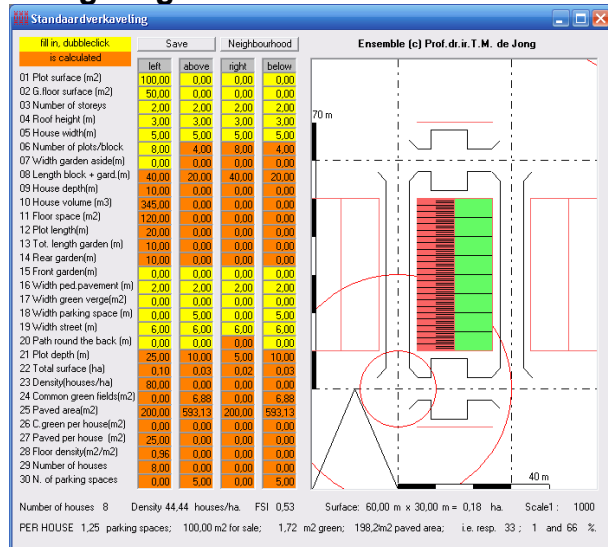 Standaardverkaveling
fill in, dubbleclick Save Neighbourhood Ensemble (c) Prof.dr.ir.T.M. de Jong
is calculated left above right below
01 Plot surface (m2) 100,00 0,00 0,00 0,00
02 G.floor surface (m2) 50,00 0,00 0,00 0,00
03 Number of storeys 2,00 2,00 2,00 2,00
04 Roof height (m) 3,00 3,00 3,00 3,00
05 House width(m) 5,00 5,00 5,00 5,00
06 Number of plots/block 8,00 4,00 8,00 4,00
07 Width garden aside(m) 0,00 0,00 0,00 0,00
08 Length block + gard.(m) 40,00 20,00 40,00 20,00
09 House depth(m) 10,00 0,00 0,00 0,00
10 House volume (m3) 345,00 0,00 0,00 0,00
11 Floor space (m2) 120,00 0,00 0,00 0,00
12 Plot length(m) 20,00 0,00 0,00 0,00
13 Tot. length garden (m) 10,00 0,00 0,00 0,00
14 Rear garden(m) 10,00 0,00 0,00 0,00
15 Front garden(m) 0,00 0,00 0,00 0,00
16 Width ped.pavement (m) 2,00 2,00 2,00 2,00
17 Width green verge(m2) 0,00 0,00 0,00 0,00
18 Width parking space (m) 0,00 5,00 0,00 5,00
19 Width street (m) 6,00 6,00 6,00 6,00
20 Path round the back (m) 0,00 0,00 0,00 0,00
21 Plot depth (m) 25,00 10,00 5,00 10,00
22 Total surface (ha) 0,10 0,03 0,02 0,03
23 Density(houses/ha) 80,00 0,00 0,00 0,00
24 Common green fields(m2) 0,00 6,88 0,00 6,88
25 Paved area(m2) 200,00 593,13 200,00 593,13
26 C.green per house(m2) 0,00 0,00 0,00 0,00
27 Paved per house (m2) 25,00 0,00 0,00 0,00
28 Floor density(m2/m2) 0,96 0,00 0,00 0,00
29 Number of houses 8,00 0,00 0,00 0,00
30 N. of parking spaces 0,00 5,00 0,00 5,00
70 m
40 m
Number of houses 8 Density 44,44 houses/ha. FSI 0,53 Surface: 60,00 m x 30,00 m = 0,18 ha. Scale1 : 1000
PER HOUSE 1,25 parking spaces; 100,00 m2 for sale; 1,72 m2 green; 198,2m2 paved area; i.e. resp. 33 ; 1 and 66 %.